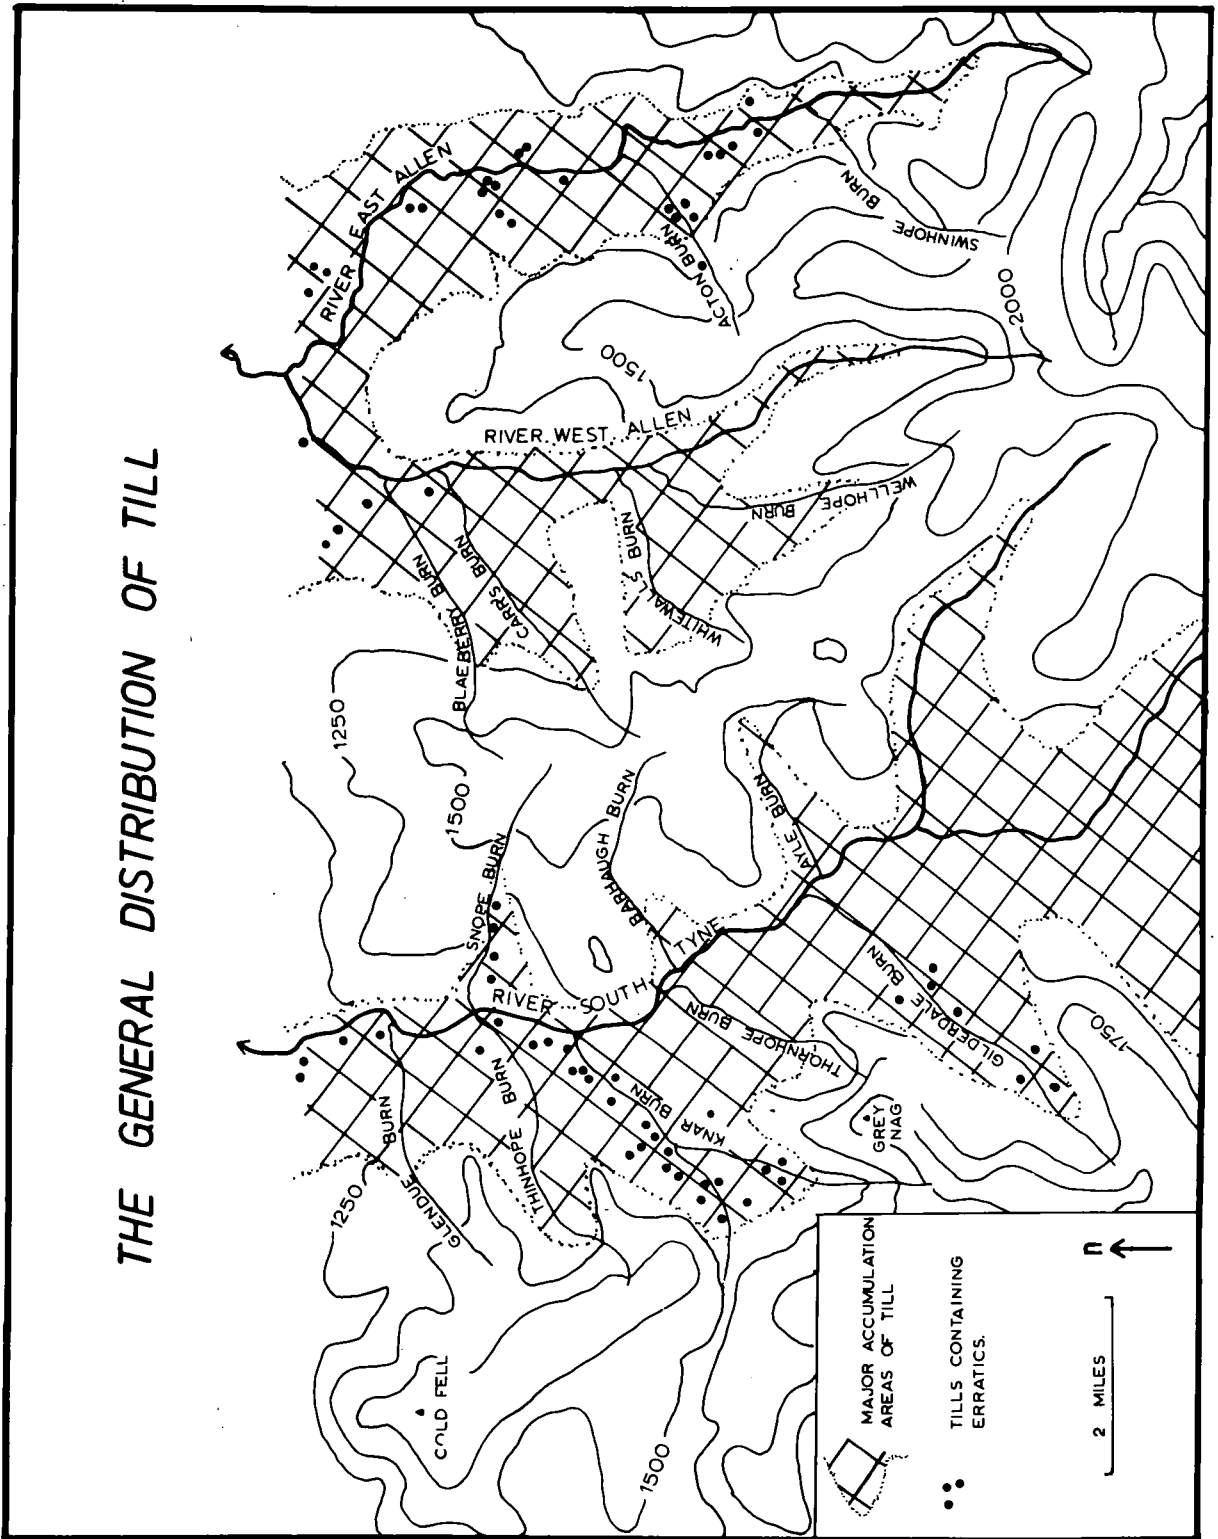 THE GENERAL DISTRIBUTION OF TILL
RIVER EAST ALLEN
ACTON BURN
SWINHOPE BURN
2000
1500
RIVER WEST ALLEN
WELLHOPE BURN
WHITEWALLS BURN
CARRS BURN
BLAEBERRY BURN
1250
1500
SNOPE BURN
BARHAUGH BURN
AYLE BURN
RIVER SOUTH TYNE
GILDERDALE BURN
THORNHOPE BURN
1750
GREY NAG
KNAR BURN
THINHOPE BURN
GLENDUE BURN
1250
COLD FELL
1500
MAJOR ACCUMULATION
AREAS OF TILL
TILLS CONTAINING
ERRATICS.
2 MILES
n